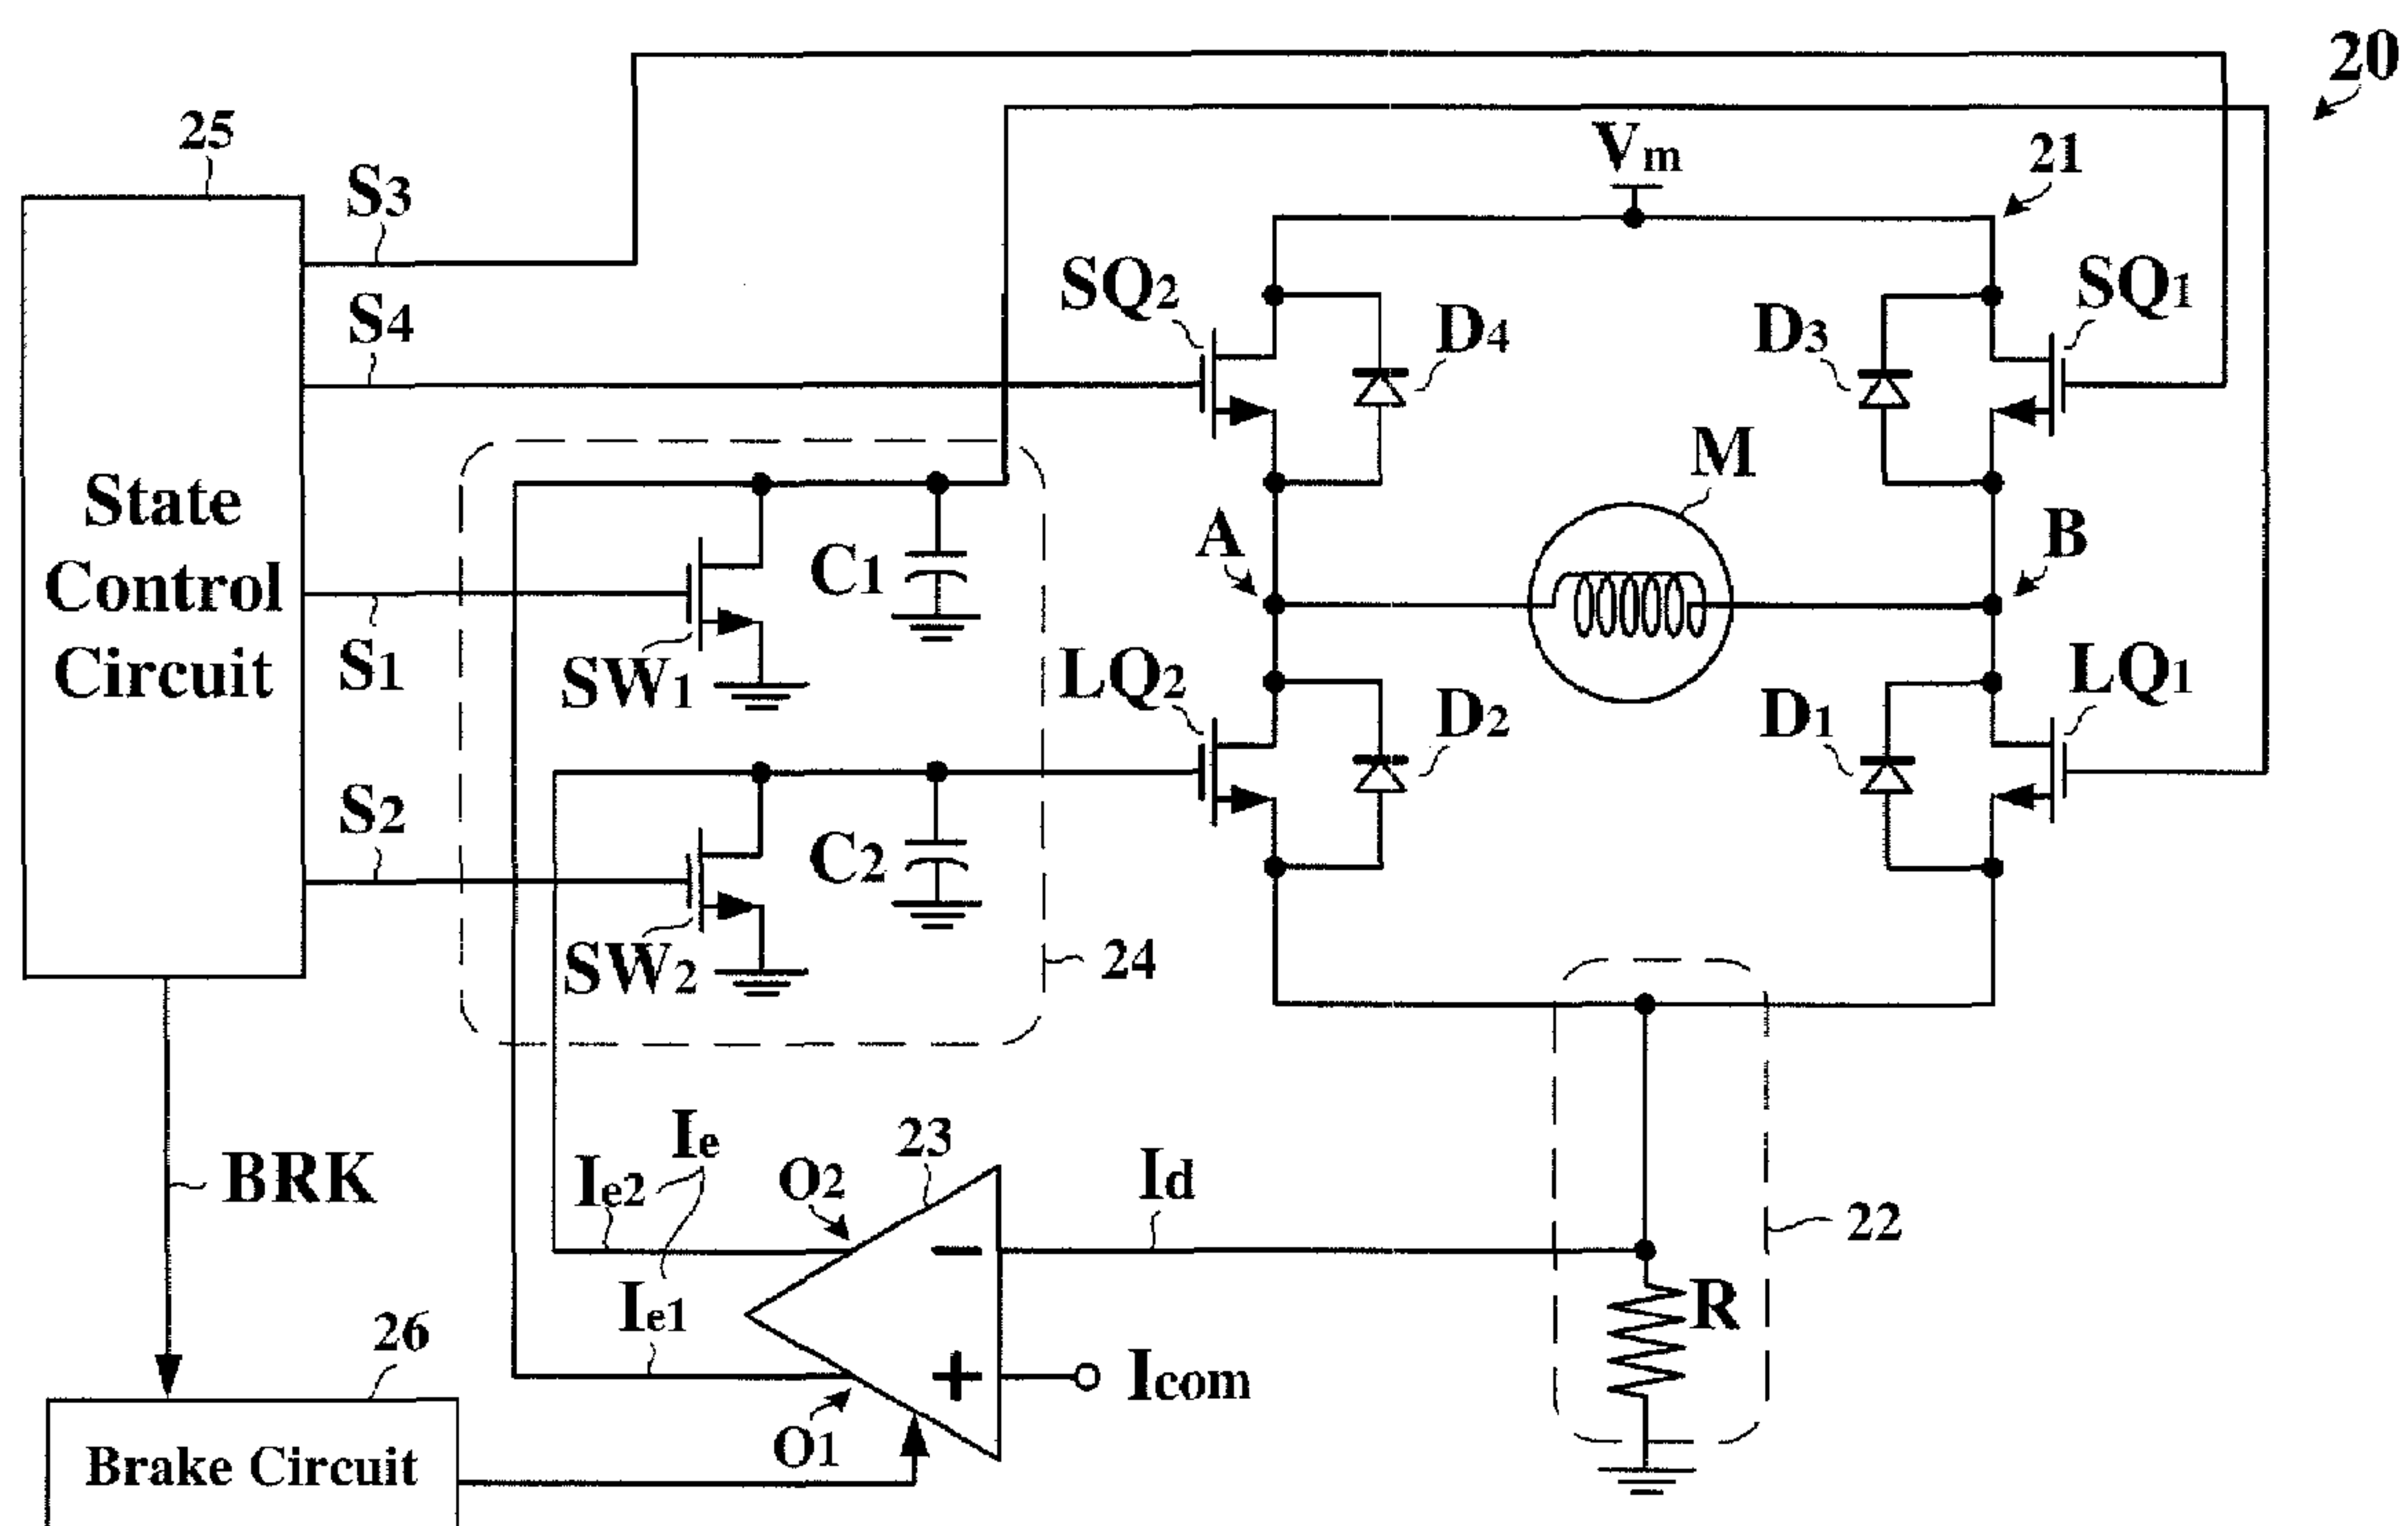 20
25
S3
Vm
21
SQ2
D4
D3
SQ1
S4
State
Control
Circuit
M
A
B
C1
S1
SW1
LQ2
D2
D1
LQ1
S2
C2
SW2
24
Ie
Ie2
O2
23
Id
22
BRK
Ie1
R
26
O1
Icom
Brake Circuit
−
+